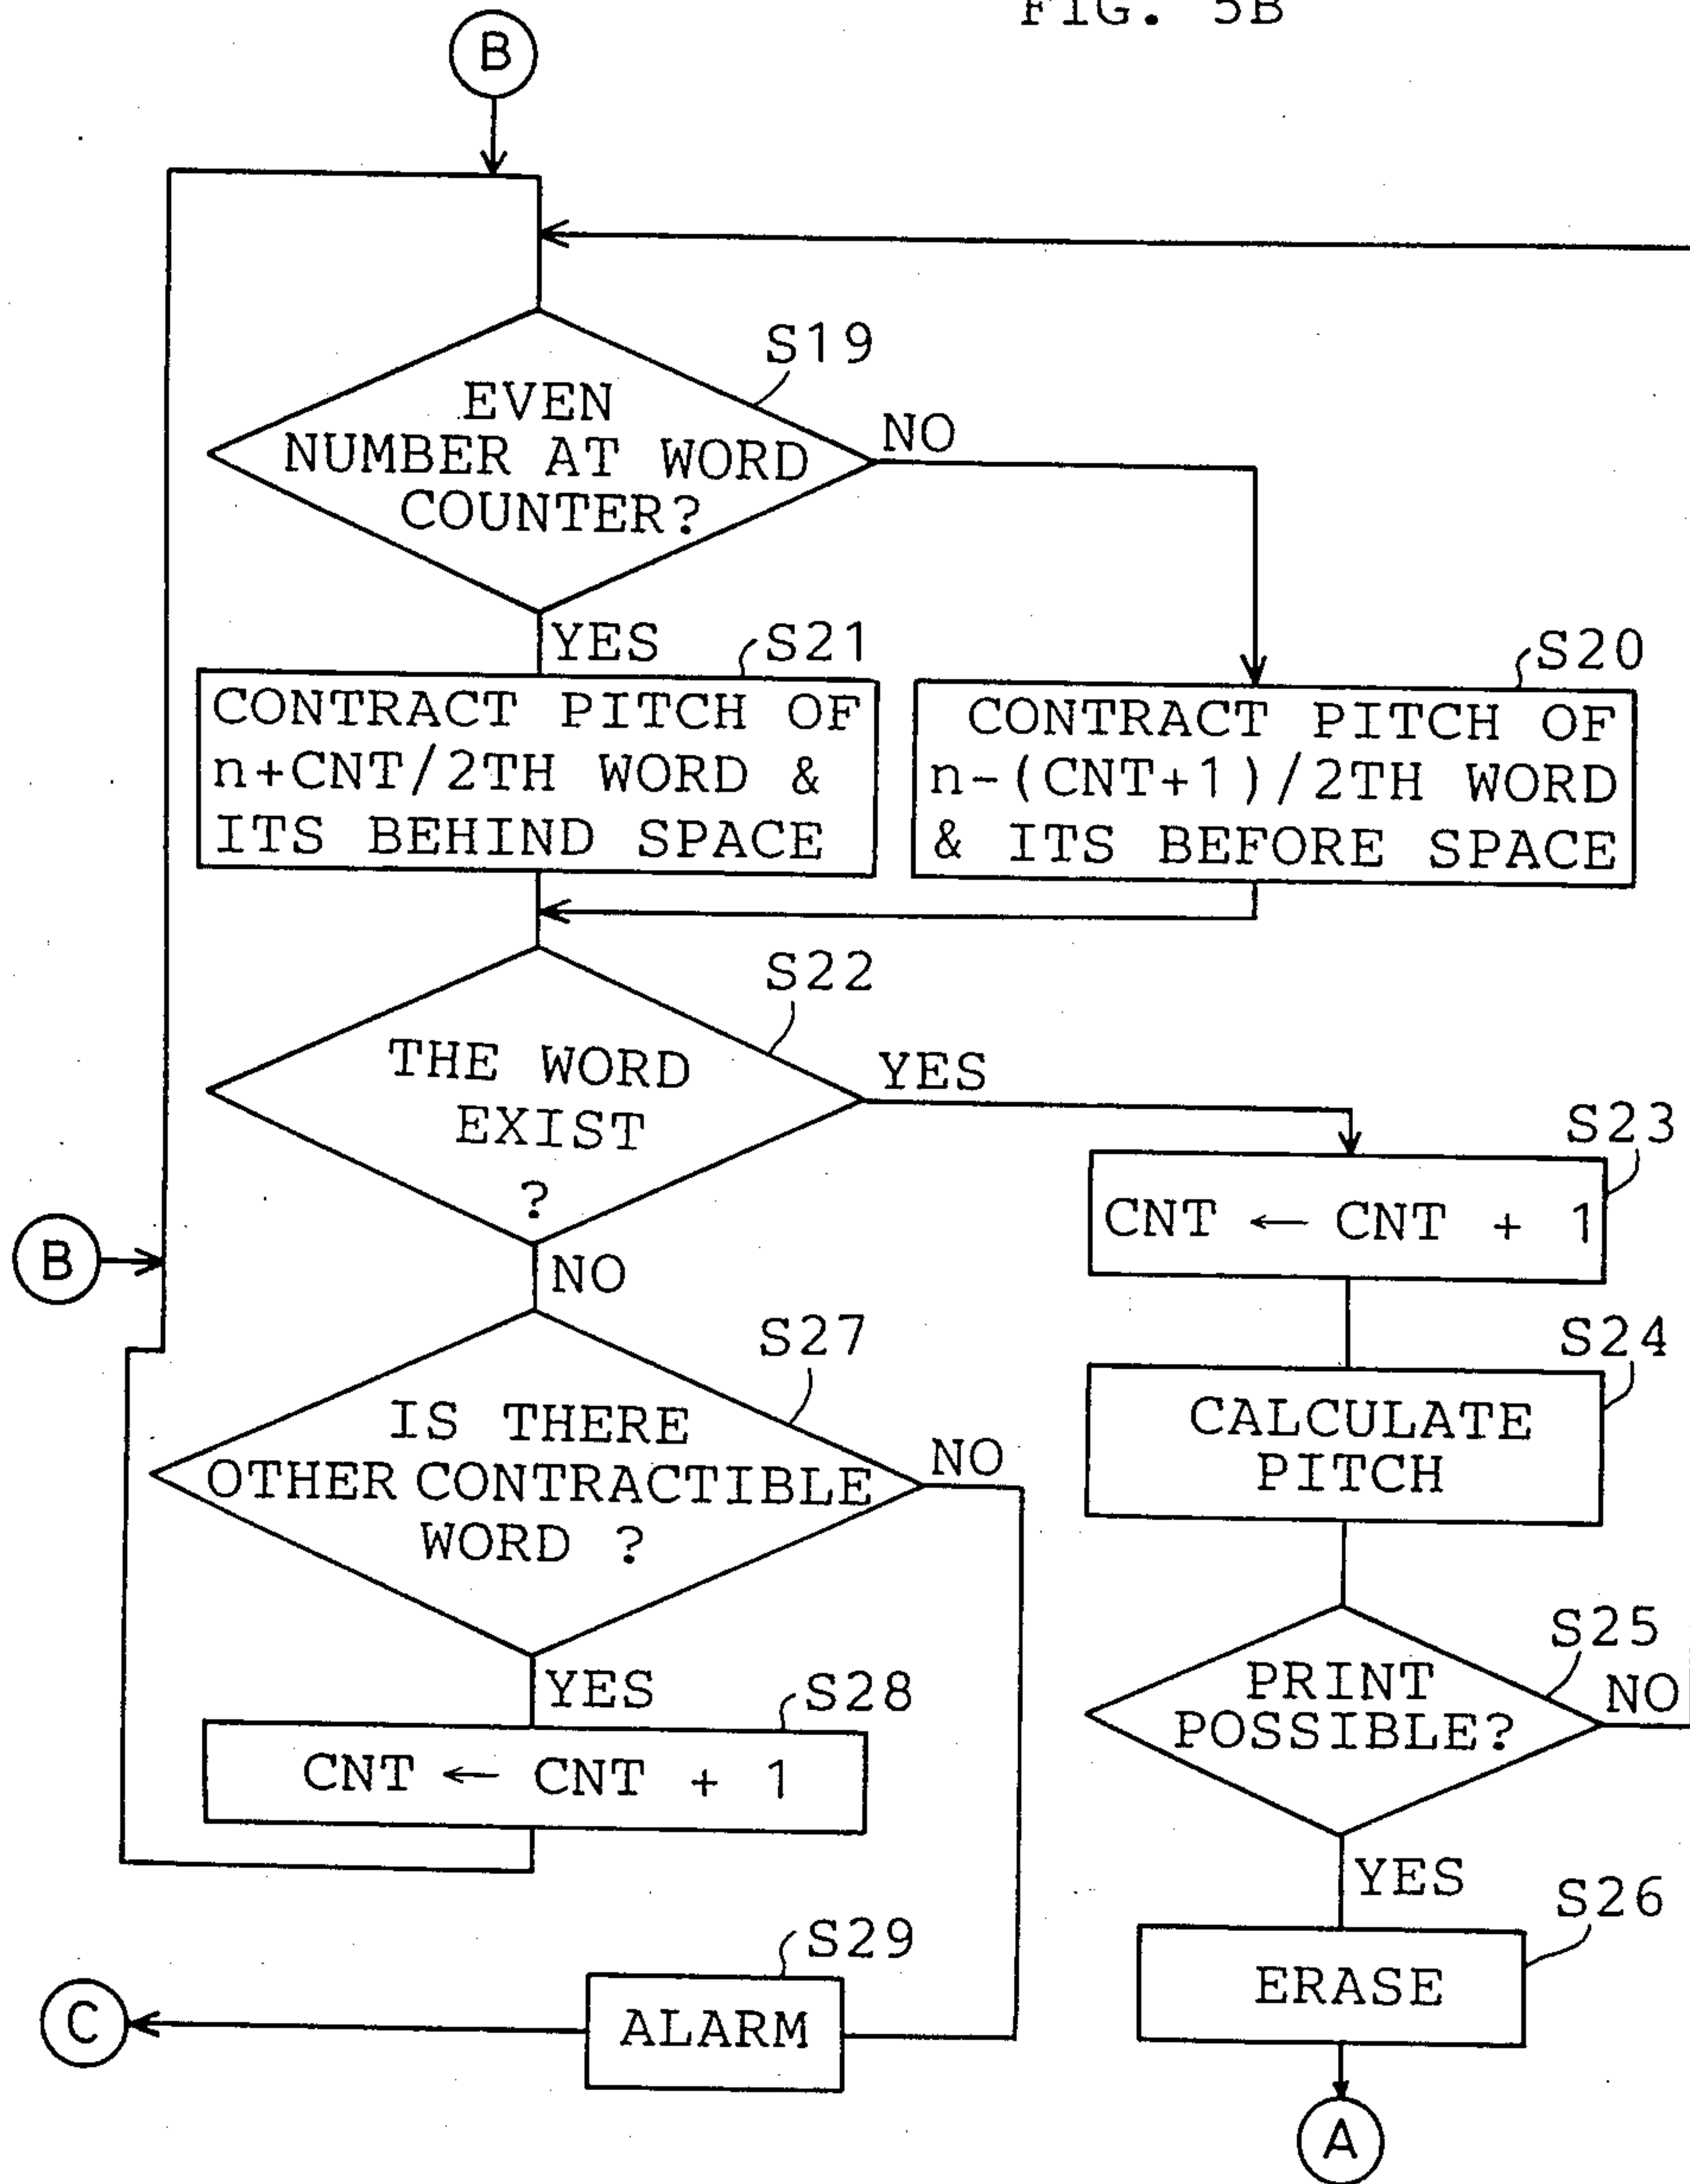 FIG. 5B
B
S19
EVEN
NUMBER AT WORD
COUNTER?
NO
YES
S21
CONTRACT PITCH OF
n+CNT/2TH WORD &
ITS BEHIND SPACE
S20
CONTRACT PITCH OF
n-(CNT+1)/2TH WORD
& ITS BEFORE SPACE
S22
THE WORD
EXIST
?
YES
NO
B
S23
CNT ← CNT + 1
S24
CALCULATE
PITCH
S27
IS THERE
OTHER CONTRACTIBLE
WORD ?
NO
YES
S28
CNT ← CNT + 1
S25
PRINT
POSSIBLE?
NO
YES
S26
ERASE
A
S29
ALARM
C